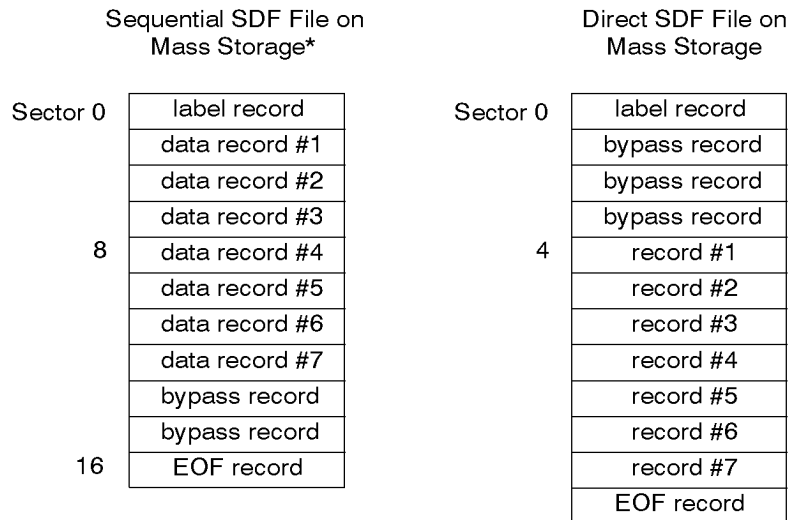 Sequential SDF File on
Mass Storage*
Sector 0
label record
data record #1
data record #2
data record #3
8
data record #4
data record #5
data record #6
data record #7
bypass record
bypass record
16
EOF record
Direct SDF File on
Mass Storage
Sector 0
label record
bypass record
bypass record
bypass record
4
record #1
record #2
record #3
record #4
record #5
record #6
record #7
EOF record